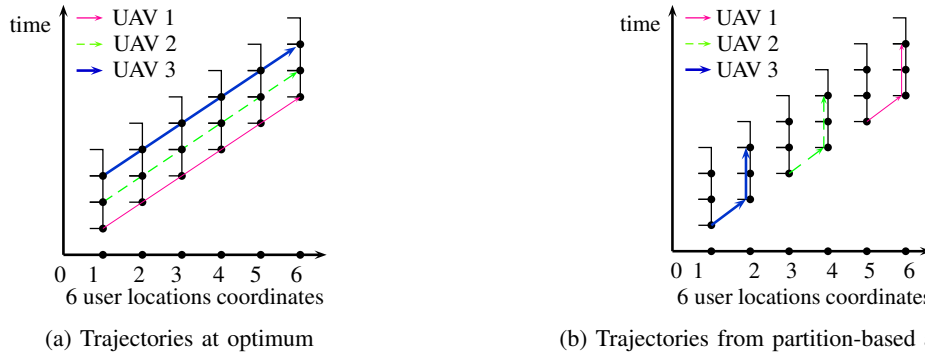 time
UAV 1
UAV 2
UAV 3
0 1 2 3 4 5 6
6 user locations coordinates
(a) Trajectories at optimum
time
UAV 1
UAV 2
UAV 3
0 1 2 3 4 5 6
6 user locations coordinates
(b) Trajectories from partition-based